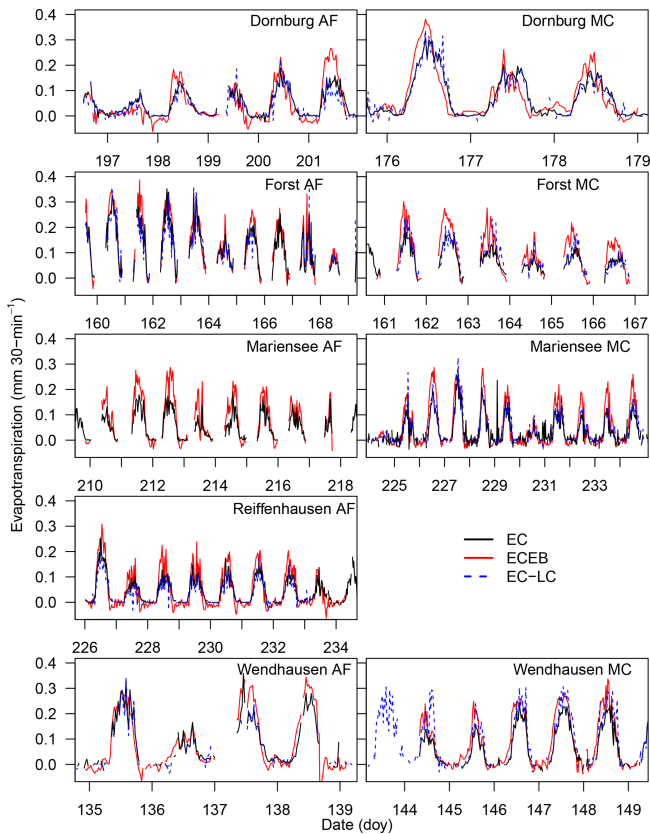 Dornburg AF
Dornburg MC
0.4
0.3
0.2
0.1
0.0
197 198 199 200 201
176 177 178 179
Forst AF
Forst MC
0.4
0.3
0.2
0.1
0.0
160 162 164 166 168
161 162 163 164 165 166 167
Evapotranspiration (mm 30−min−1)
Mariensee AF
Mariensee MC
0.4
0.3
0.2
0.1
0.0
210 212 214 216 218
225 227 229 231 233
Reiffenhausen AF
0.4
0.3
0.2
0.1
0.0
226 228 230 232 234
EC
ECEB
EC−LC
Wendhausen AF
Wendhausen MC
0.4
0.3
0.2
0.1
0.0
135 136 137 138 139
144 145 146 147 148 149
Date (doy)